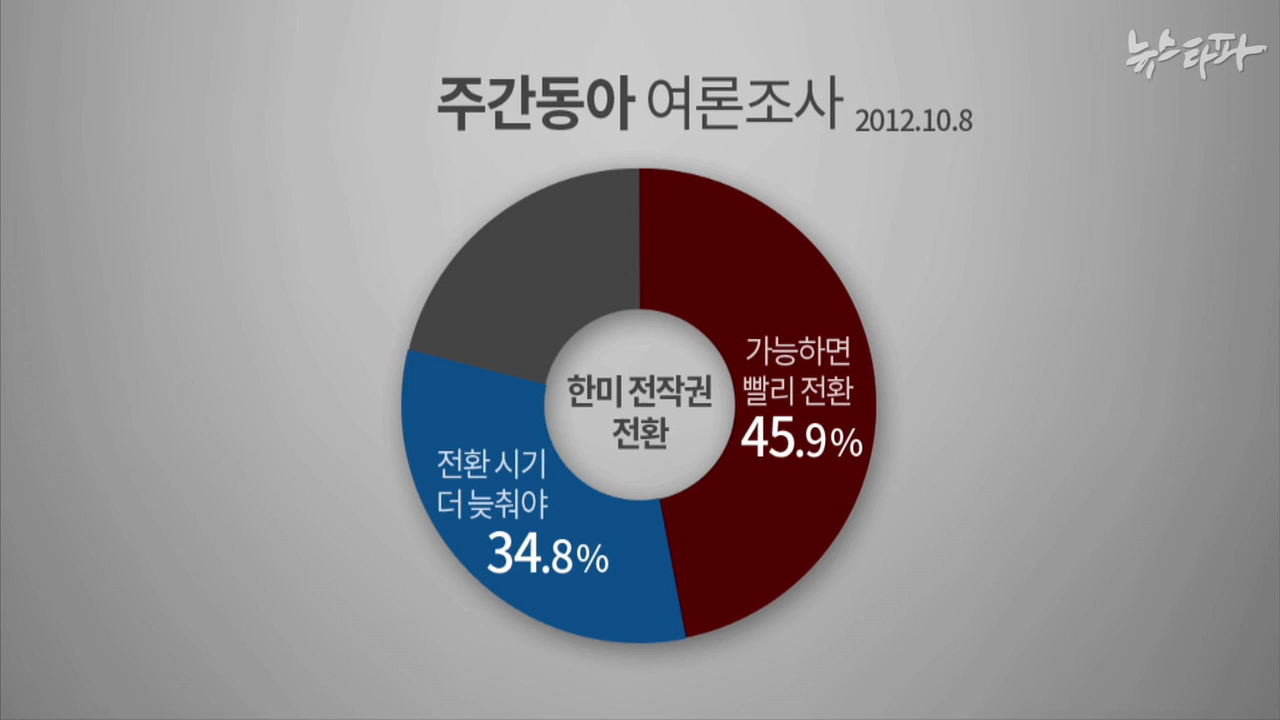 뉴스타파
주간동아 여론조사 2012.10.8
가능하면
빨리 전환
45.9%
한미 전작권
전환
전환 시기
더 늦춰야
34.8%